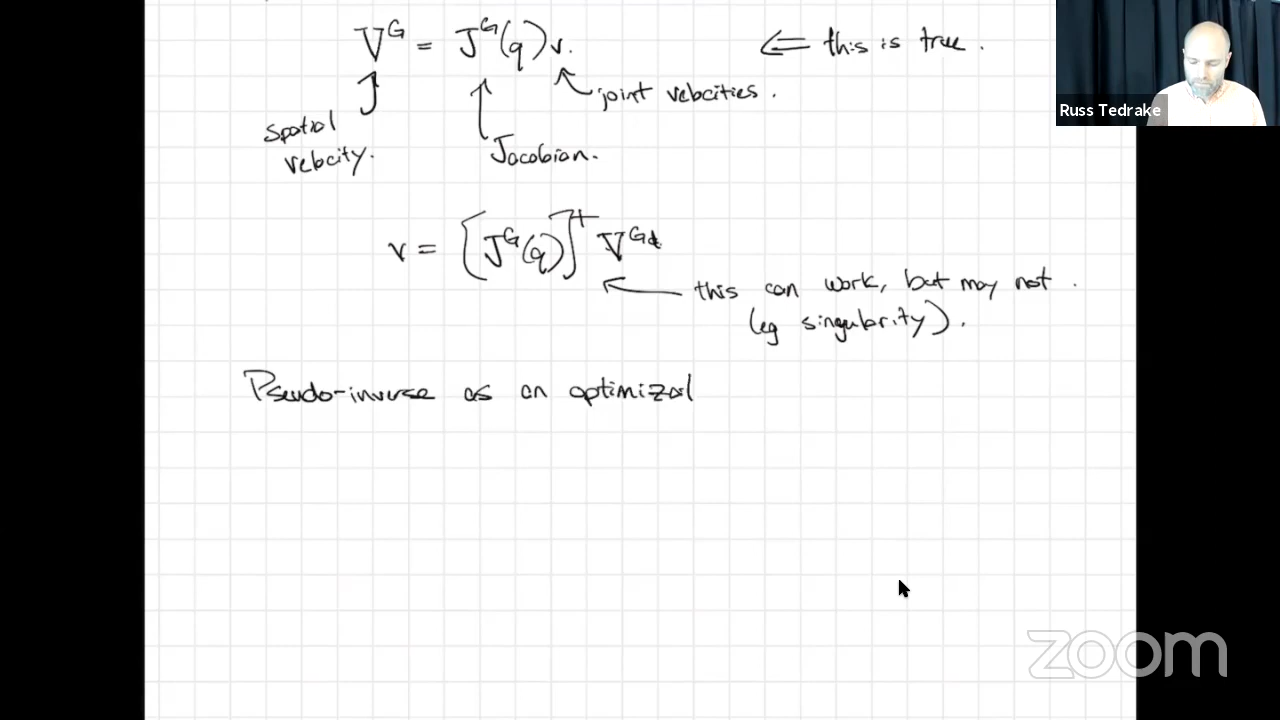 V^G = J^G(q)v.
⇐ this is true.
joint velocities.
spatial
velocity.
Jacobian.
Russ Tedrake
v = [J^G(q)]^+ V^Gd
this can work, but may not.
(eg singularity).
Pseudo-inverse as an optimizal
zoom